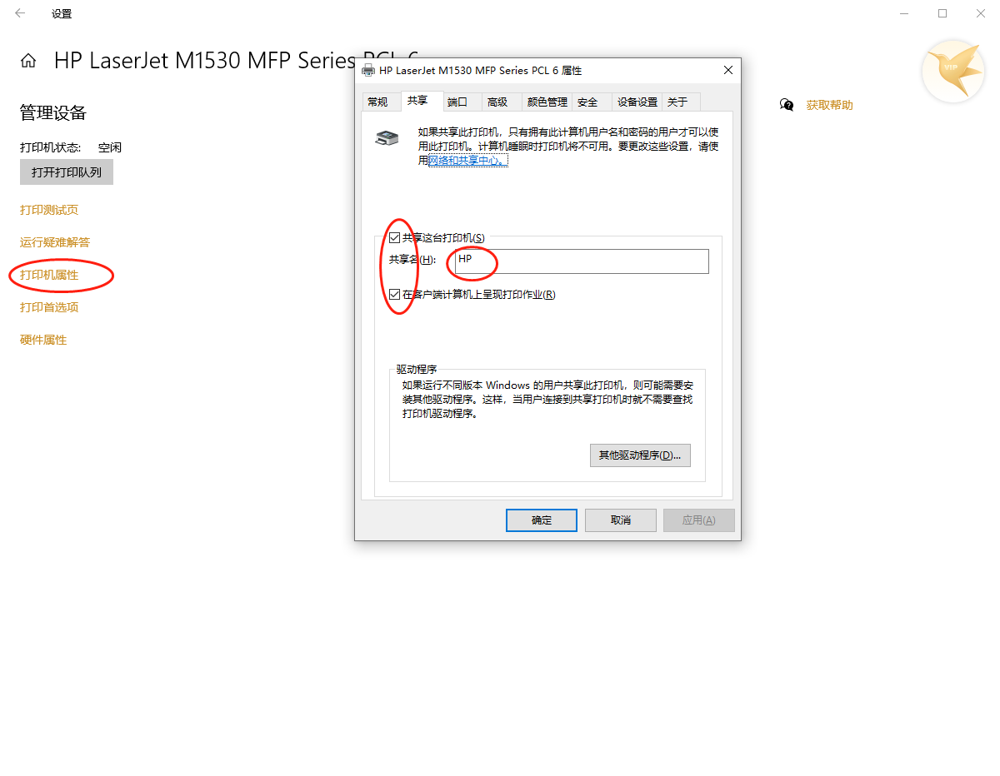 设置
HP LaserJet M1530 MFP Series PCL 6
管理设备
打印机状态: 空闲
打开打印队列
打印测试页
运行疑难解答
打印机属性
打印首选项
硬件属性
HP LaserJet M1530 MFP Series PCL 6 属性
常规 共享 端口 高级 颜色管理 安全 设备设置 关于
如果共享此打印机，只有拥有此计算机用户名和密码的用户才可以使
用此打印机。计算机睡眠时打印机将不可用。要更改这些设置，请使
用网络和共享中心。
共享这台打印机(S)
共享名(H): HP
在客户端计算机上呈现打印作业(R)
驱动程序
如果运行不同版本 Windows 的用户共享此打印机，则可能需要安
装其他驱动程序。这样，当用户连接到共享打印机时就不需要查找
打印机驱动程序。
其他驱动程序(D)...
确定 取消 应用(A)
VIP
获取帮助